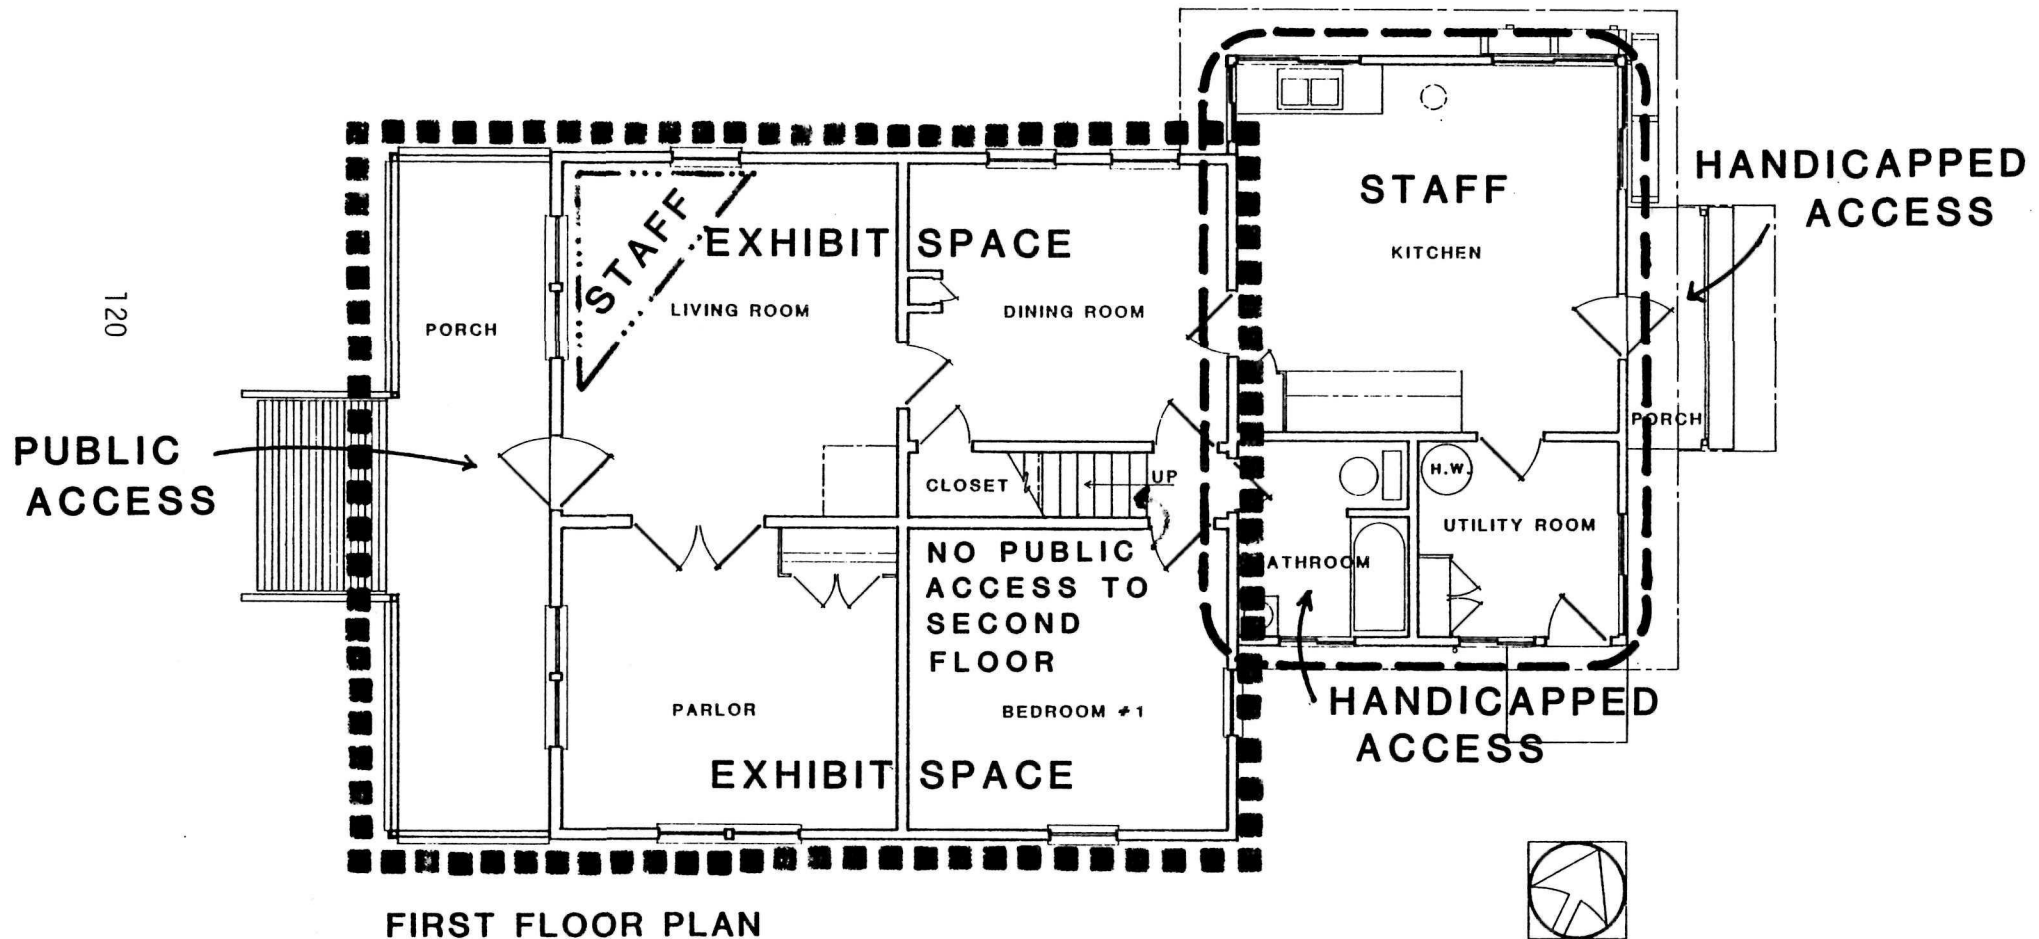 HANDICAPPED
ACCESS
STAFF
KITCHEN
STAFF
EXHIBIT SPACE
LIVING ROOM
DINING ROOM
PORCH
120
PORCH
PUBLIC
ACCESS
CLOSET
UP
H.W.
UTILITY ROOM
NO PUBLIC
ACCESS TO
SECOND
FLOOR
ATHROOM
HANDICAPPED
ACCESS
PARLOR
BEDROOM #1
EXHIBIT SPACE
FIRST FLOOR PLAN